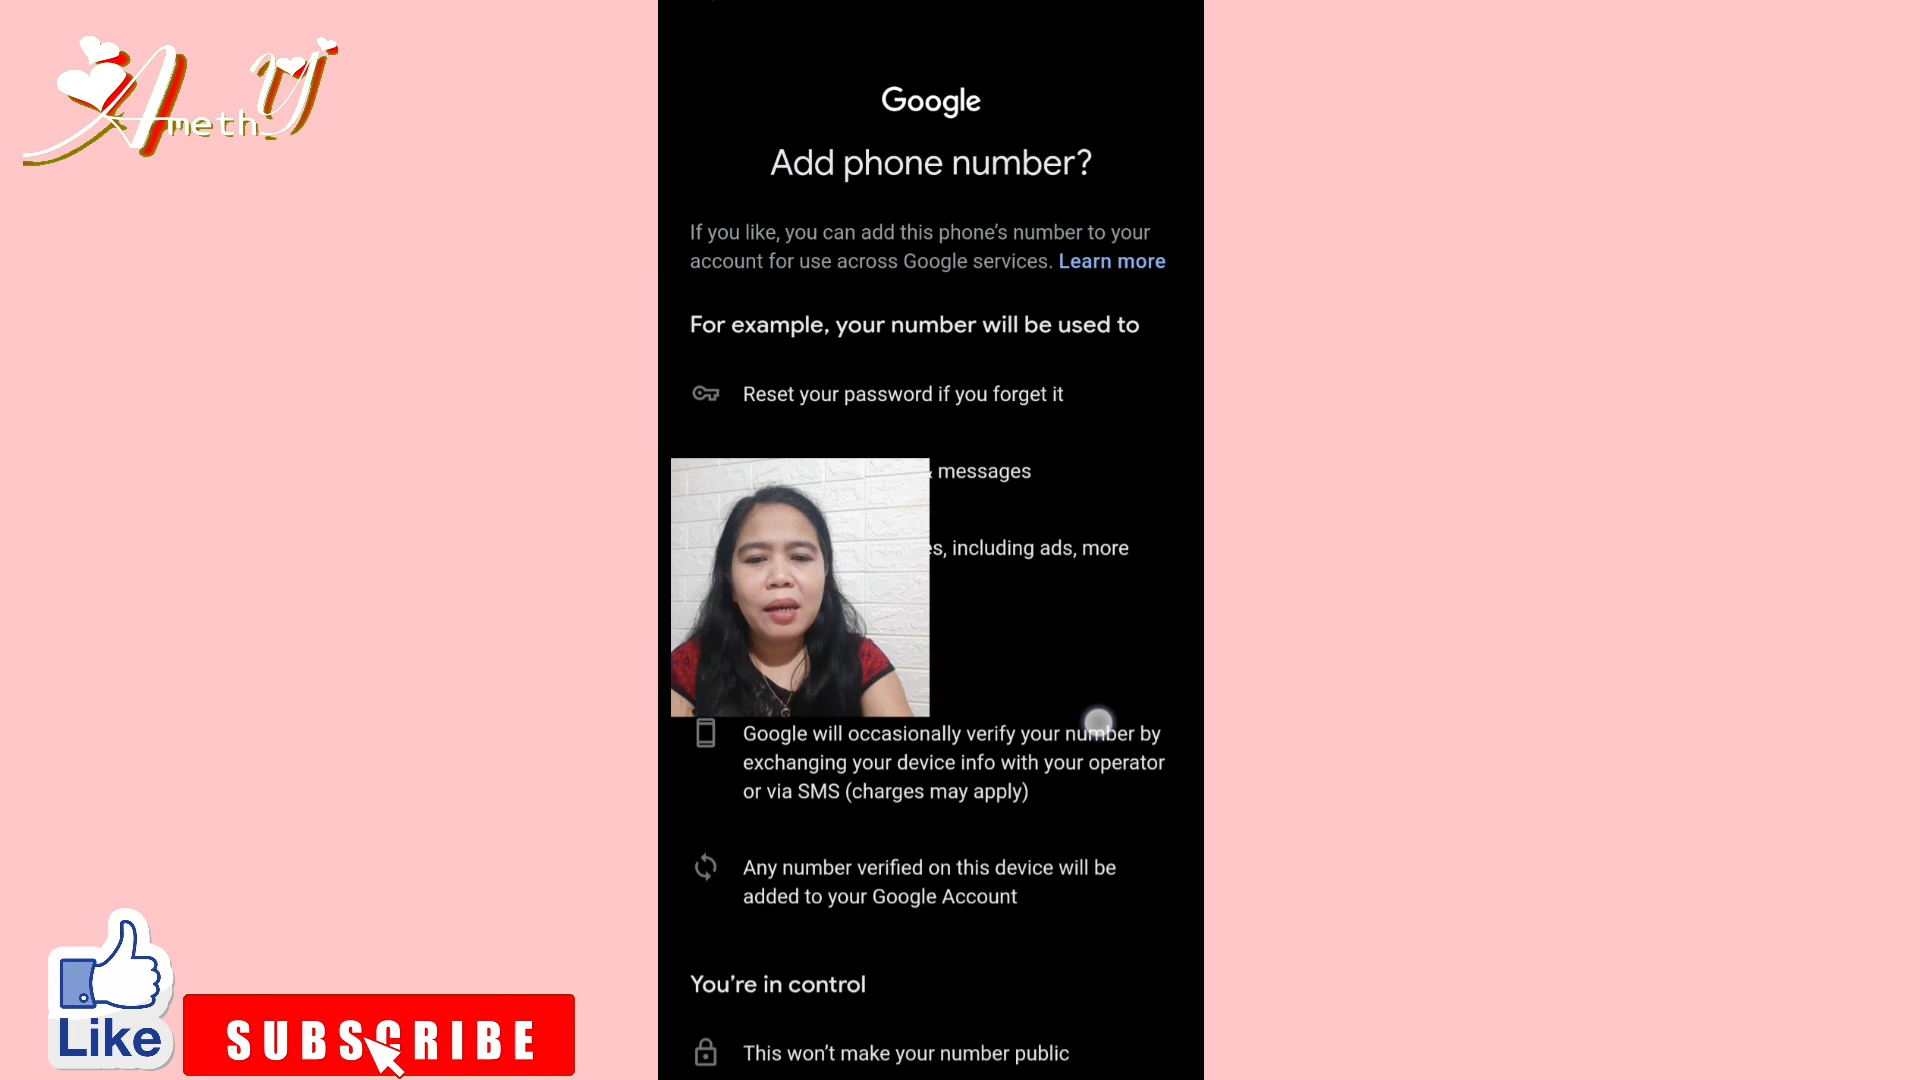 Ameth YJ
Google
Add phone number?
If you like, you can add this phone’s number to your
account for use across Google services. Learn more
For example, your number will be used to
Reset your password if you forget it
messages
, including ads, more
Google will occasionally verify your number by
exchanging your device info with your operator
or via SMS (charges may apply)
Any number verified on this device will be
added to your Google Account
You’re in control
This won’t make your number public
Like
SUBSCRIBE